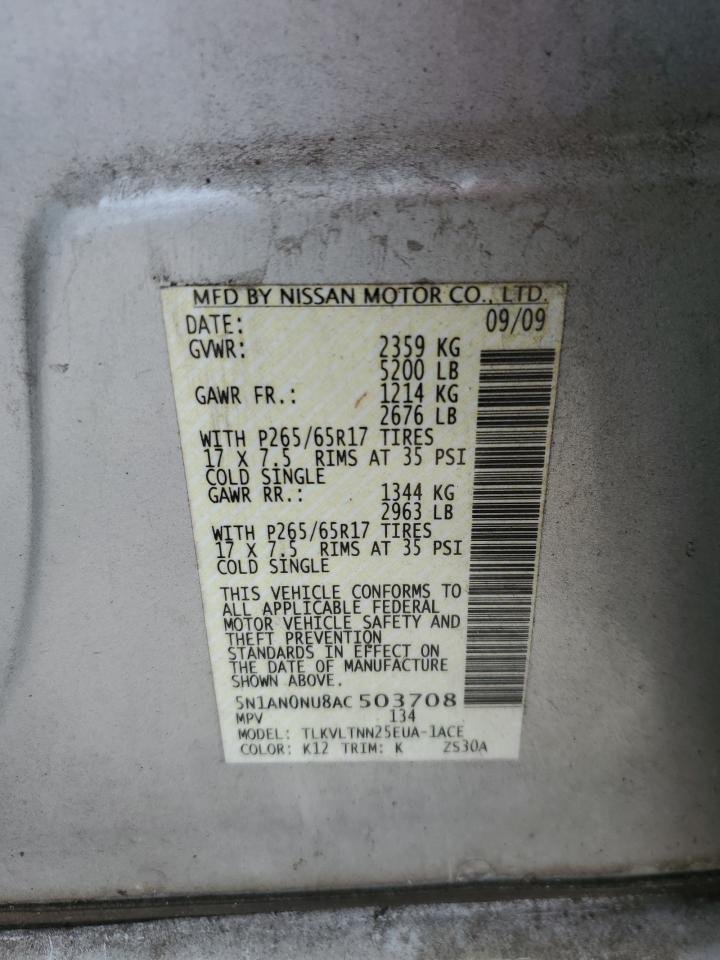 MFD BY NISSAN MOTOR CO., LTD.
DATE: 09/09
GVWR: 2359 KG
5200 LB
GAWR FR.: 1214 KG
2676 LB
WITH P265/65R17 TIRES
17 X 7.5 RIMS AT 35 PSI
COLD SINGLE
GAWR RR.: 1344 KG
2963 LB
WITH P265/65R17 TIRES
17 X 7.5 RIMS AT 35 PSI
COLD SINGLE
THIS VEHICLE CONFORMS TO
ALL APPLICABLE FEDERAL
MOTOR VEHICLE SAFETY AND
THEFT PREVENTION
STANDARDS IN EFFECT ON
THE DATE OF MANUFACTURE
SHOWN ABOVE.
5N1AN0NU8AC 503708
MPV 134
MODEL: TLKVLTNN25EUA-1ACE
COLOR: K12 TRIM: K ZS30A